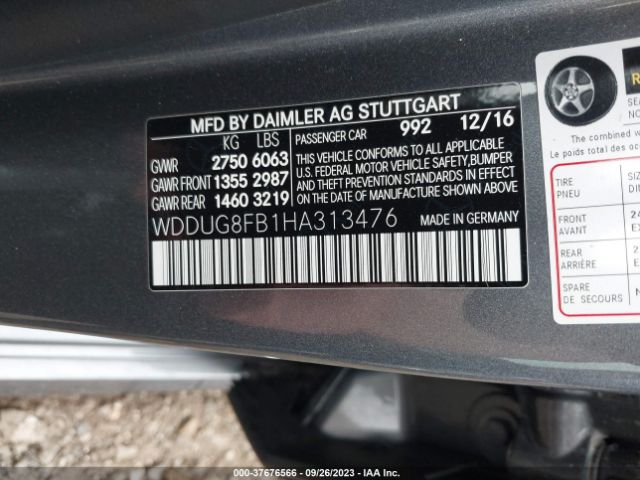 MFD BY DAIMLER AG STUTTGART
KG LBS PASSENGER CAR 992 12/16
GVWR 2750 6063
GAWR FRONT 1355 2987
GAWR REAR 1460 3219
THIS VEHICLE CONFORMS TO ALL APPLICABLE
U.S. FEDERAL MOTOR VEHICLE SAFETY, BUMPER
AND THEFT PREVENTION STANDARDS IN EFFECT
ON THE DATE OF MANUFACTURE SHOWN ABOVE.
WDDUG8FB1HA313476 MADE IN GERMANY
The combined
Le poids total des
TIRE
PNEU
FRONT
AVANT
REAR
ARRIÈRE
SPARE
DE SECOURS
000-37676566 - 09/26/2023 - IAA Inc.